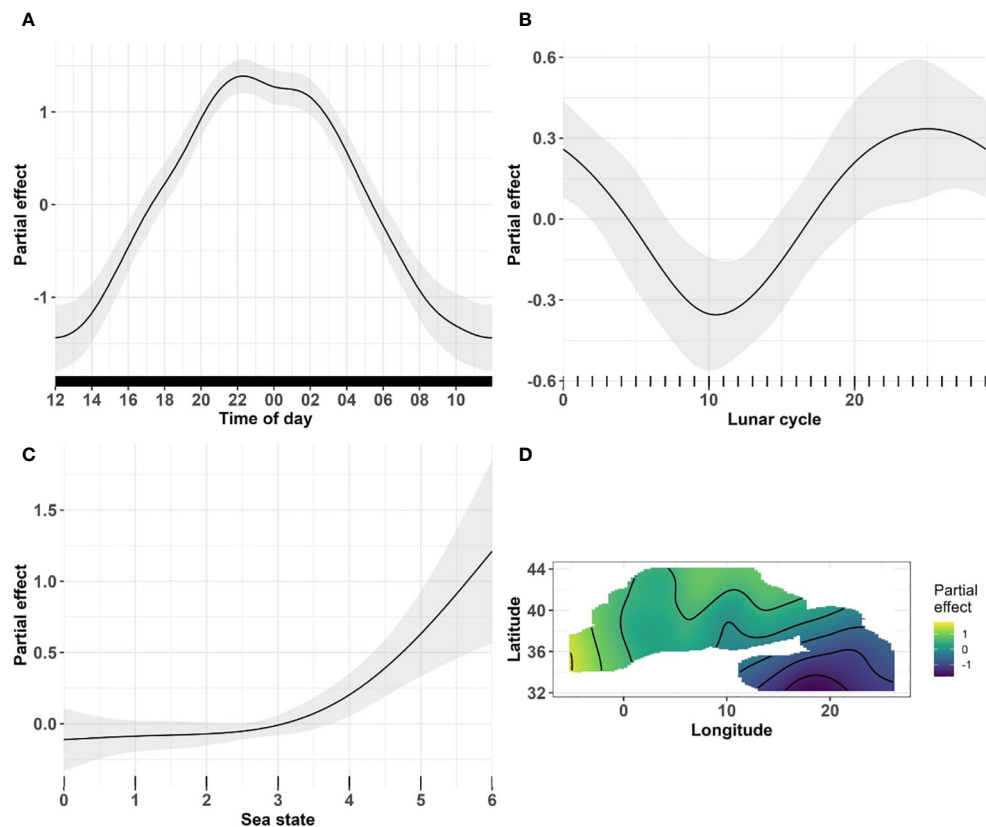 A
Partial effect
1
0
-1
12 14 16 18 20 22 00 02 04 06 08 10
Time of day
B
Partial effect
0.6
0.3
0.0
-0.3
-0.6
0 10 20
Lunar cycle
C
Partial effect
1.5
1.0
0.5
0.0
0 1 2 3 4 5 6
Sea state
D
Latitude
44
40
36
32
0 10 20
Longitude
Partial
effect
1
0
-1